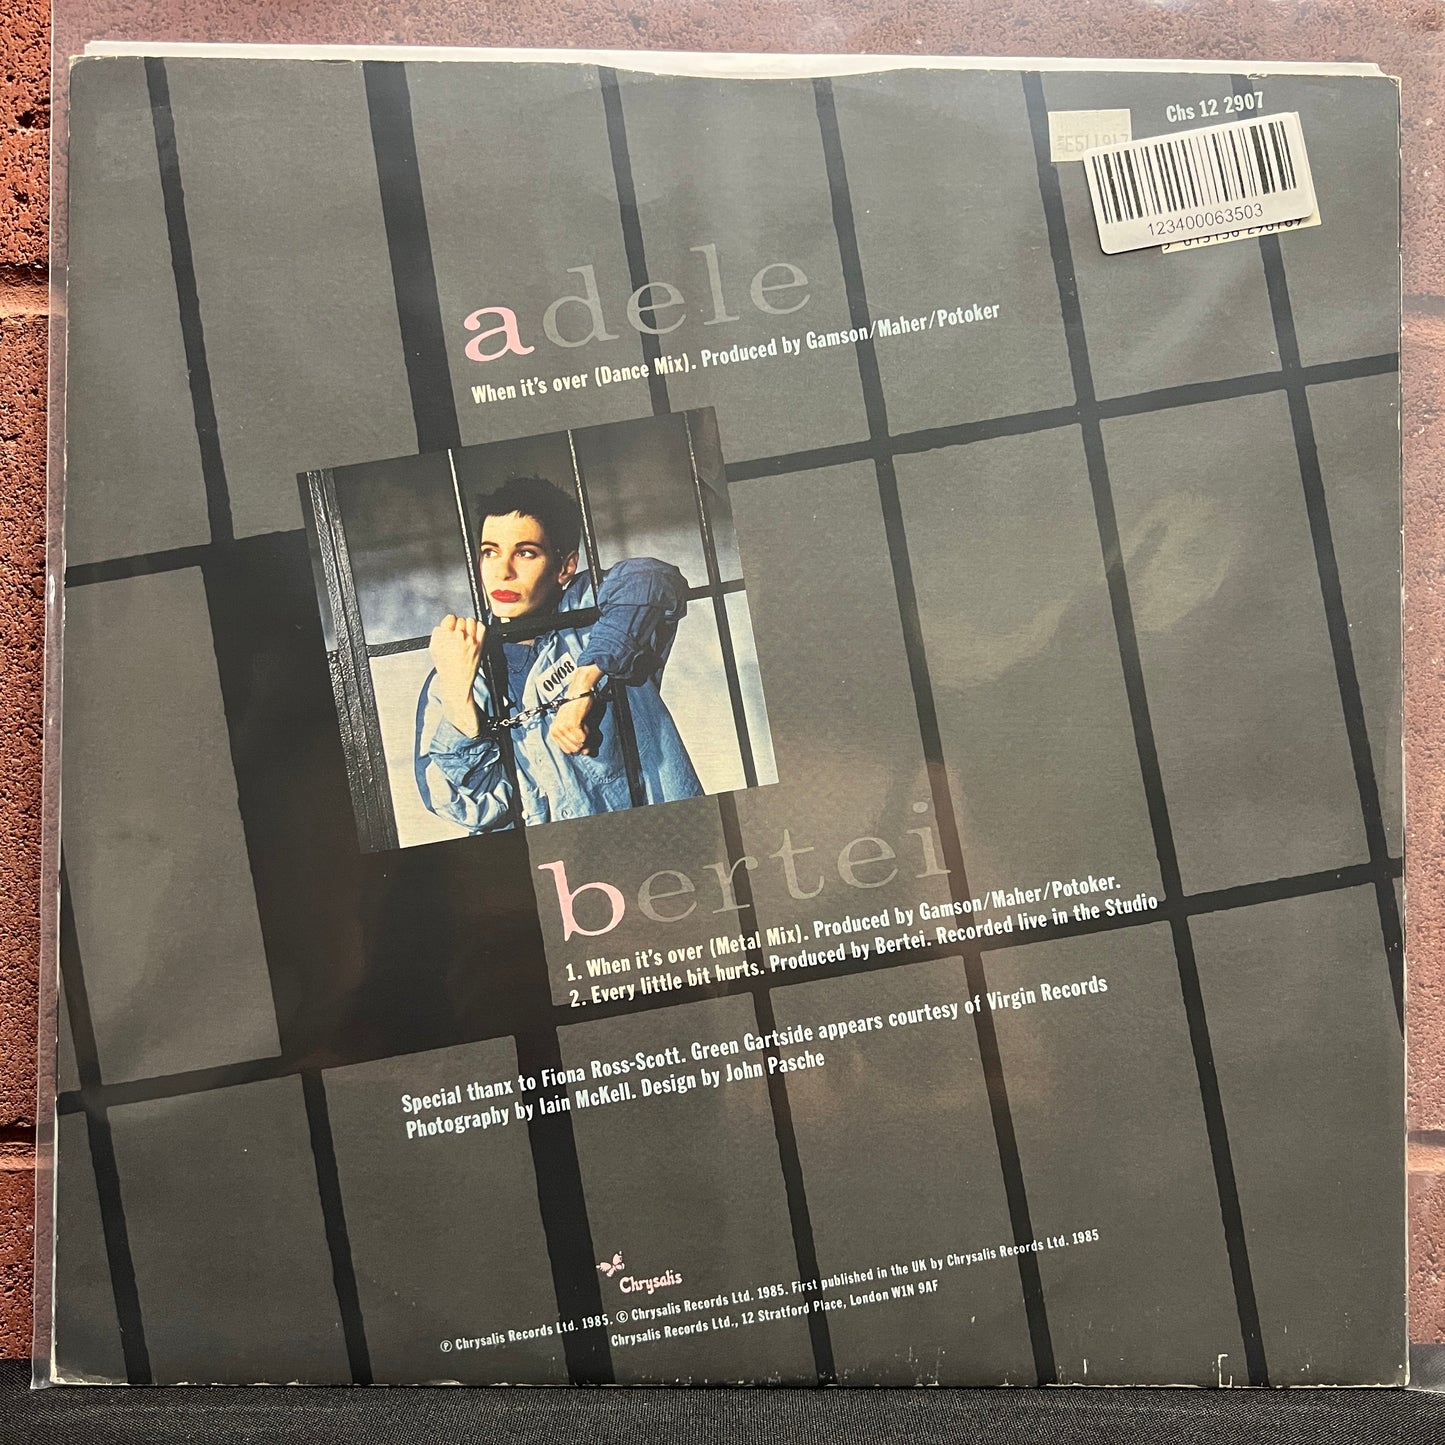 Chs 12 2907
123400063503
adele
When it's over (Dance Mix). Produced by Gamson/Maher/Potoker
0008
bertei
1. When it's over (Metal Mix). Produced by Gamson/Maher/Potoker.
2. Every little bit hurts. Produced by Bertei. Recorded live in the Studio
Special thanx to Fiona Ross-Scott. Green Gartside appears courtesy of Virgin Records
Photography by Iain McKell. Design by John Pasche
Chrysalis
℗ Chrysalis Records Ltd. 1985. © Chrysalis Records Ltd. 1985. First published in the UK by Chrysalis Records Ltd. 1985
Chrysalis Records Ltd., 12 Stratford Place, London W1N 9AF